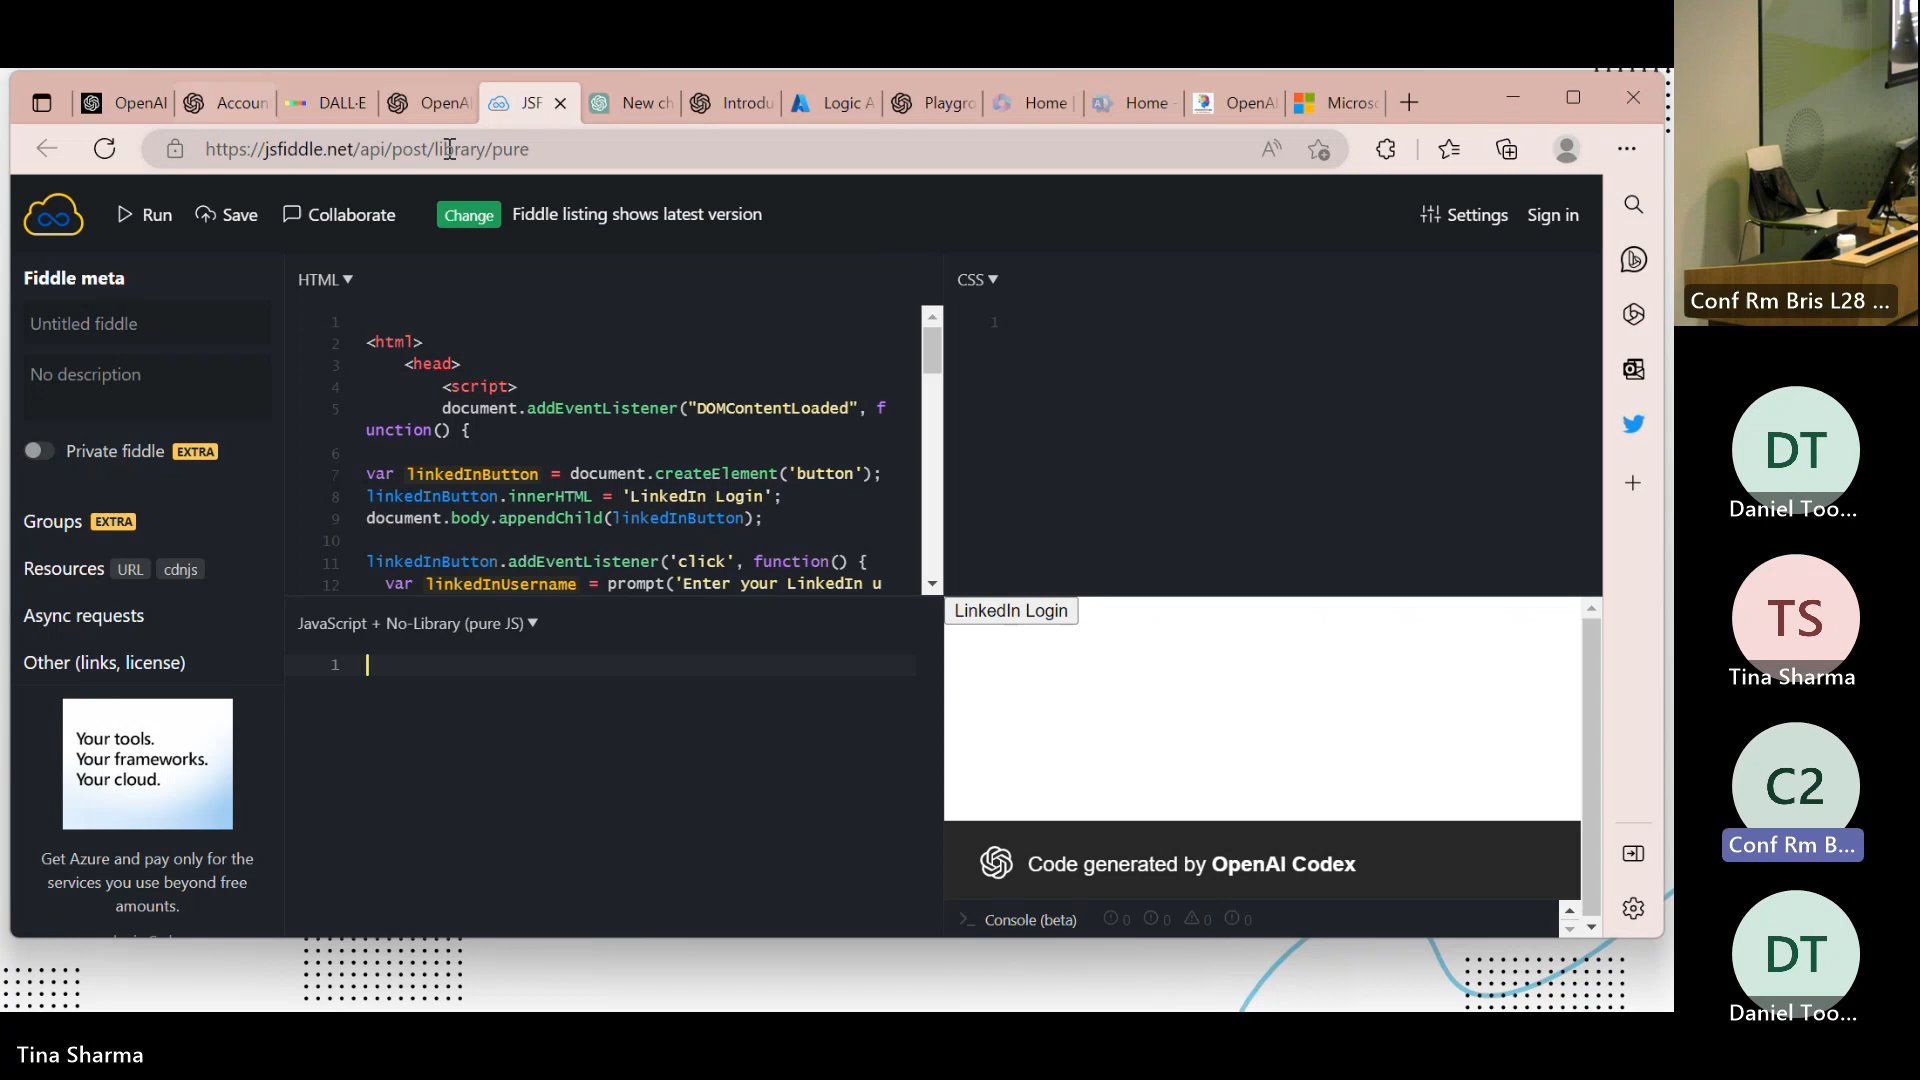 OpenAI
Accoun
DALL·E
OpenA
JSF
New ch
Introdu
Logic A
Playgro
Home
Home -
OpenAI
Micros
https://jsfiddle.net/api/post/library/pure
Run
Save
Collaborate
Change
Fiddle listing shows latest version
Settings
Sign in
Fiddle meta
Untitled fiddle
No description
Private fiddle EXTRA
Groups EXTRA
Resources URL cdnjs
Async requests
Other (links, license)
Your tools.
Your frameworks.
Your cloud.
Get Azure and pay only for the
services you use beyond free
amounts.
HTML
1
2 <html>
3 <head>
4 <script>
5 document.addEventListener("DOMContentLoaded", f
unction() {
6
7 var linkedInButton = document.createElement('button');
8 linkedInButton.innerHTML = 'LinkedIn Login';
9 document.body.appendChild(linkedInButton);
10
11 linkedInButton.addEventListener('click', function() {
12 var linkedInUsername = prompt('Enter your LinkedIn u
CSS
1
JavaScript + No-Library (pure JS)
1
LinkedIn Login
Code generated by OpenAI Codex
>_ Console (beta) 0 0 0 0
Conf Rm Bris L28 ...
DT
Daniel Too...
TS
Tina Sharma
C2
Conf Rm B...
DT
Daniel Too...
Tina Sharma